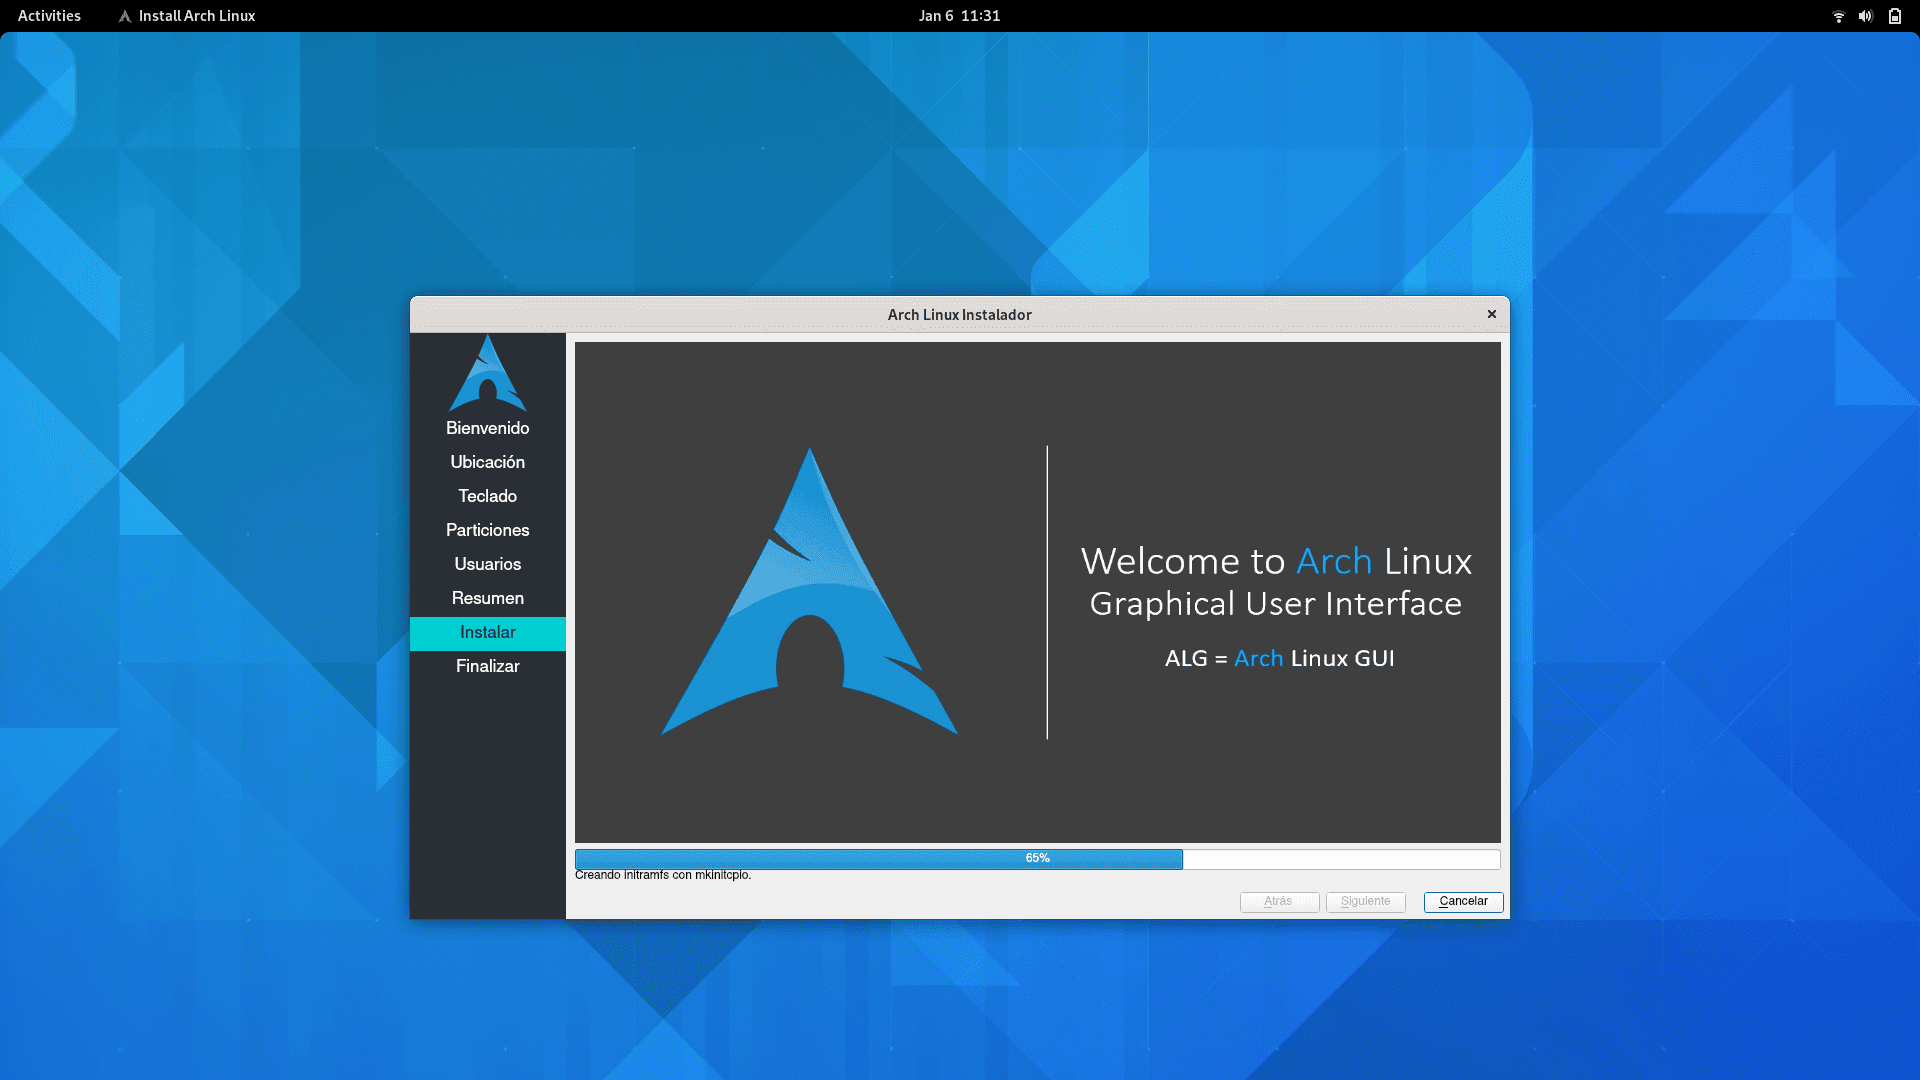 Activities
Install Arch Linux
Jan 6 11:31
Arch Linux Instalador
Bienvenido
Ubicación
Teclado
Particiones
Usuarios
Resumen
Instalar
Finalizar
Welcome to Arch Linux
Graphical User Interface
ALG = Arch Linux GUI
65%
Creando initramfs con mkinitcpio.
Atrás
Siguiente
Cancelar